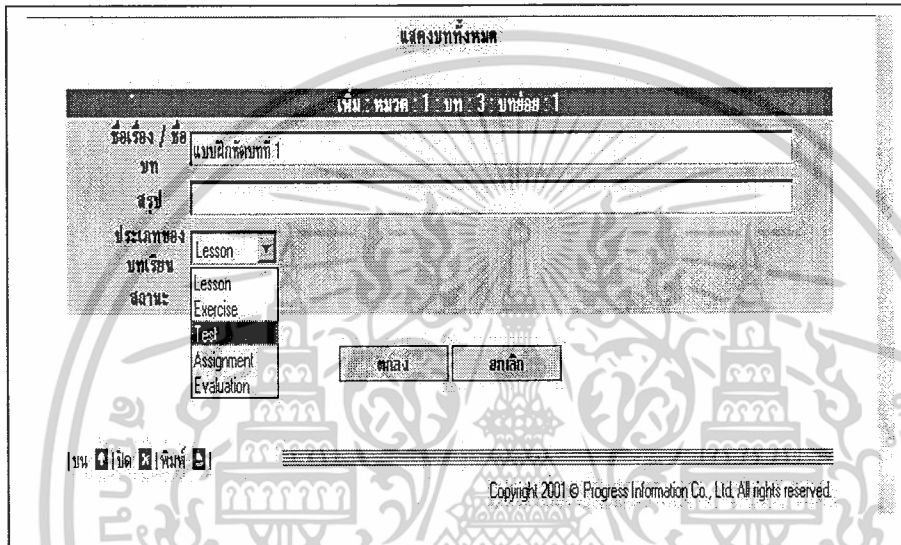 แสดงบททั้งหมด
เพิ่ม : หมวด : 1 : บท : 3 : บทย่อย : 1
ชื่อเรื่อง / ชื่อ
บท
แบบฝึกหัดบทที่ 1
สรุป
ประเภทของ
บทเรียน
Lesson
สถานะ
Lesson
Exercise
Test
Assignment
Evaluation
ตกลง
ยกเลิก
|บน |ปิด |พิมพ์ |
Copyright 2001 © Progress Information Co., Ltd, All rights reserved.